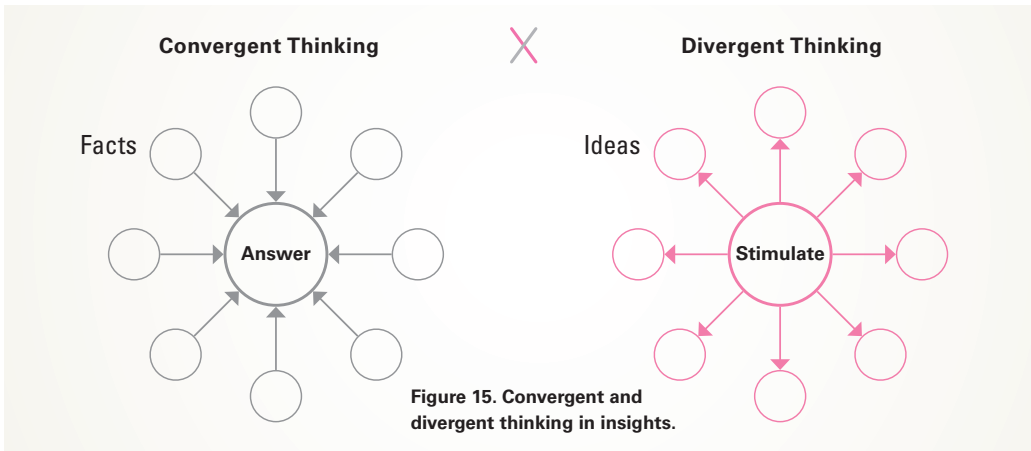 Convergent Thinking
Divergent Thinking
Facts
Answer
Ideas
Stimulate
Figure 15. Convergent and
divergent thinking in insights.